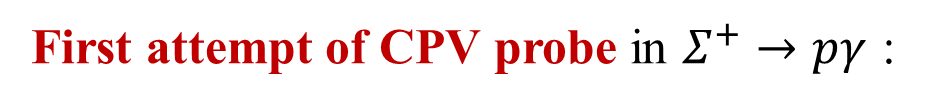 First attempt of CPV probe in 𝛴⁺ → 𝑝𝛾 :